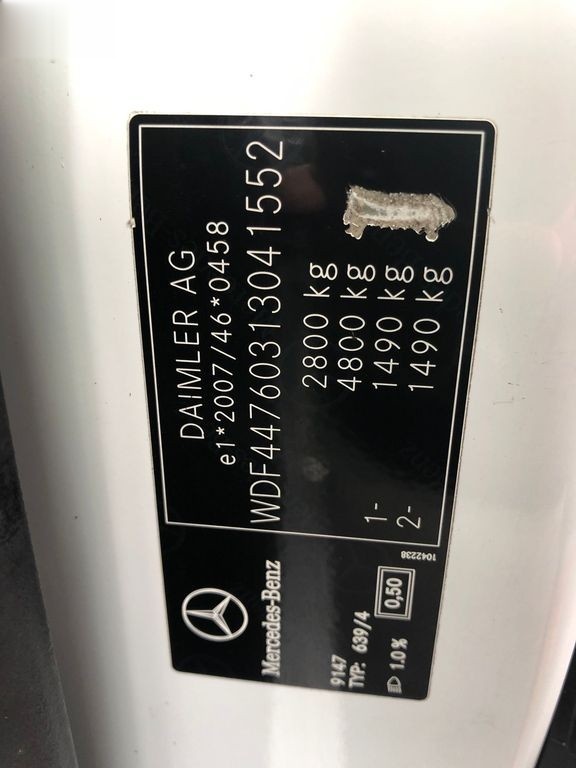 DAIMLER AG
e1*2007/46*0458
WDF44760313041552
2800 kg
4800 kg
1- 1490 kg
2- 1490 kg
Mercedes-Benz
1042238
9147
TYP: 639/4
0,50
1.0 %